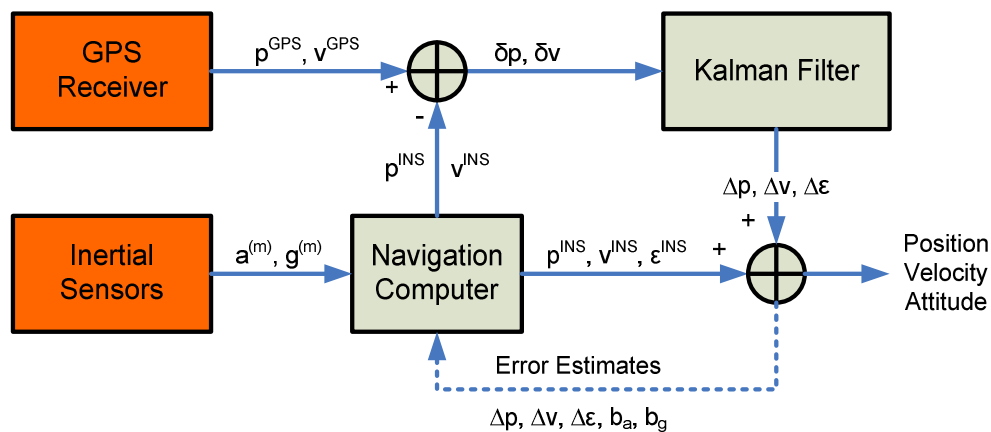 GPS
Receiver
p^GPS, v^GPS
+
-
δp, δv
Kalman Filter
p^INS v^INS
Δp, Δv, Δε
+
Inertial
Sensors
a^(m), g^(m)
Navigation
Computer
p^INS, v^INS, ε^INS
+
Position
Velocity
Attitude
Error Estimates
Δp, Δv, Δε, b_a, b_g